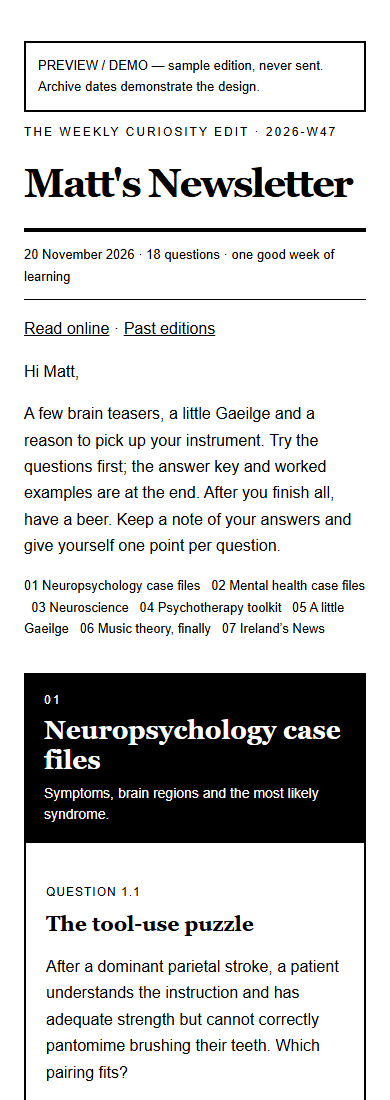 PREVIEW / DEMO — sample edition, never sent.
Archive dates demonstrate the design.
THE WEEKLY CURIOSITY EDIT · 2026-W47
Matt's Newsletter
20 November 2026 · 18 questions · one good week of
learning
Read online · Past editions
Hi Matt,
A few brain teasers, a little Gaeilge and a
reason to pick up your instrument. Try the
questions first; the answer key and worked
examples are at the end. After you finish all,
have a beer. Keep a note of your answers and
give yourself one point per question.
01 Neuropsychology case files 02 Mental health case files
03 Neuroscience 04 Psychotherapy toolkit 05 A little
Gaeilge 06 Music theory, finally 07 Ireland’s News
01
Neuropsychology case
files
Symptoms, brain regions and the most likely
syndrome.
QUESTION 1.1
The tool-use puzzle
After a dominant parietal stroke, a patient
understands the instruction and has
adequate strength but cannot correctly
pantomime brushing their teeth. Which
pairing fits?